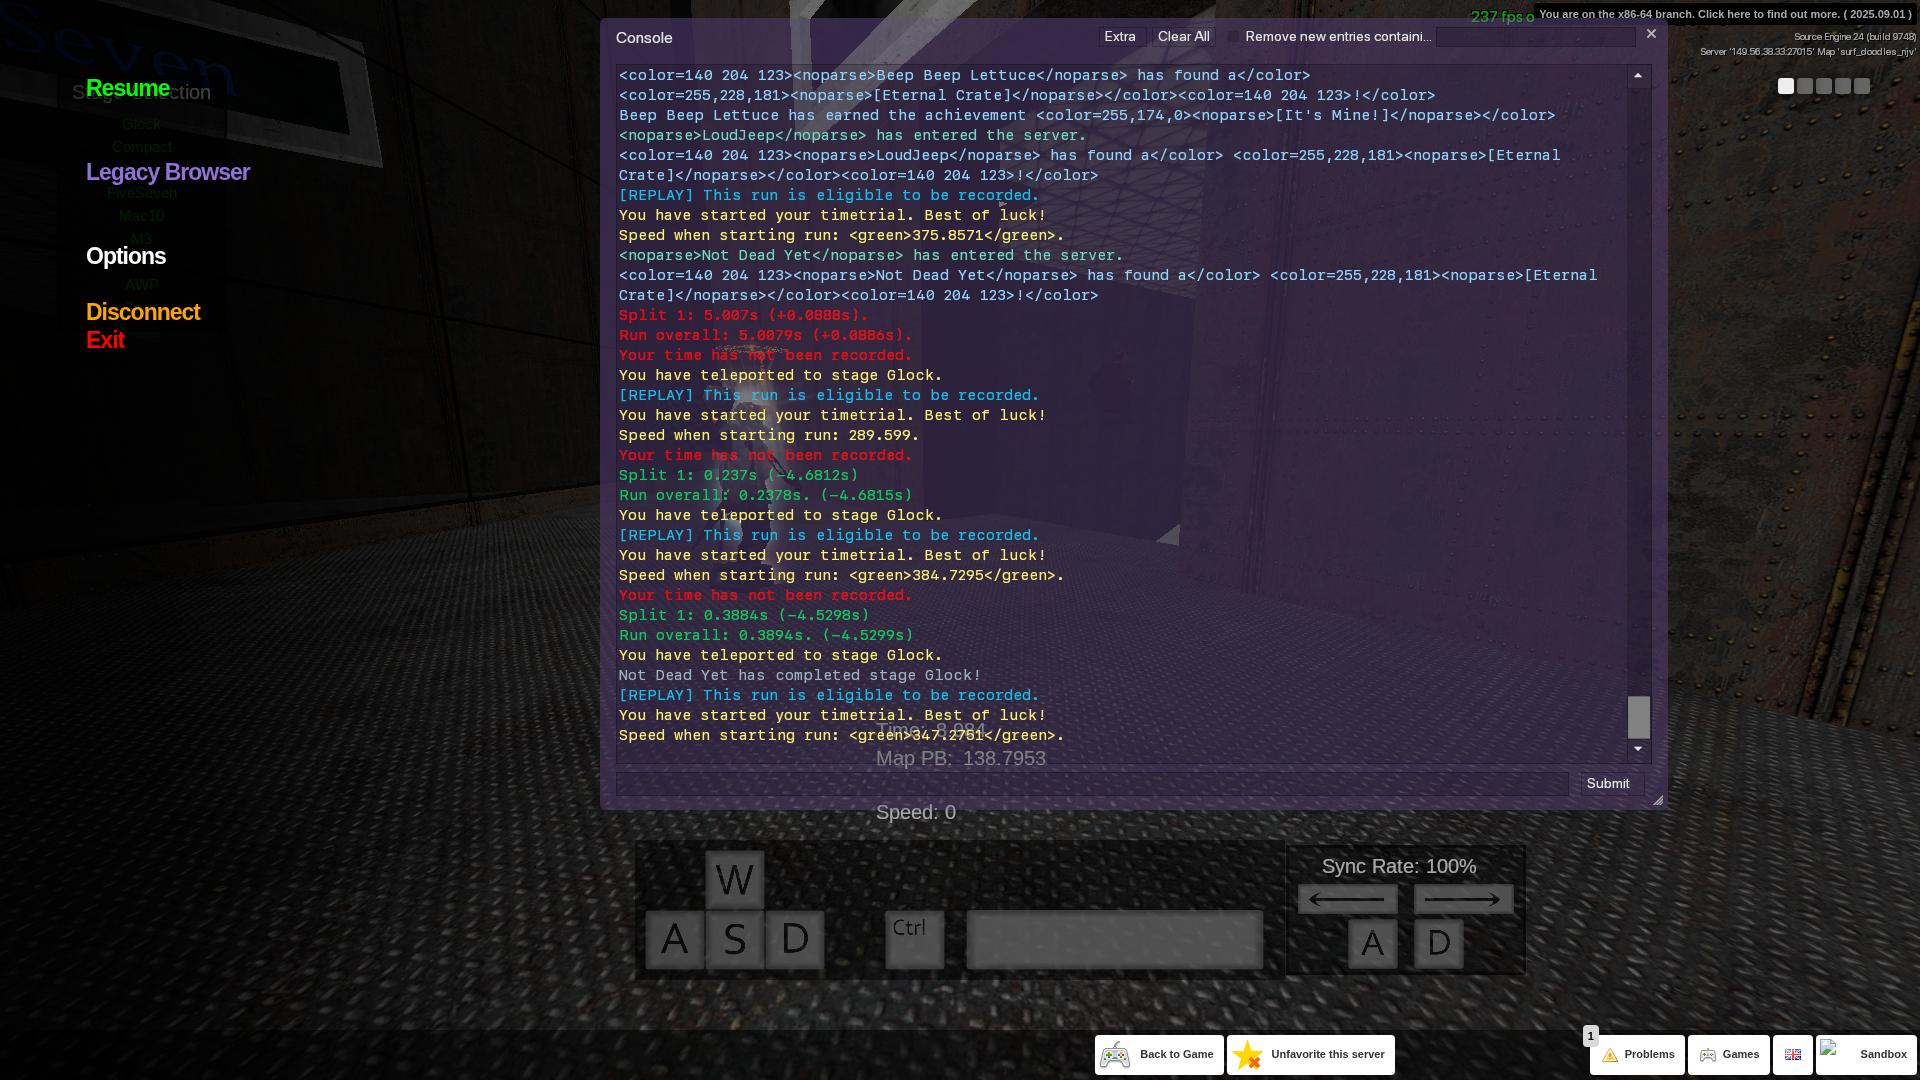 237 fps o
You are on the x86-64 branch. Click here to find out more. ( 2025.09.01 )
Source Engine 24 (build 9748)
Server '149.56.38.33:27015' Map 'surf_doodles_njv'
Seven
Stage Selection
Resume
Glock
Compact
Legacy Browser
FiveSeven
Mac10
M3
Options
AWP
Disconnect
Exit
Console
Extra
Clear All
Remove new entries containi...
<color=140 204 123><noparse>Beep Beep Lettuce</noparse> has found a</color>
<color=255,228,181><noparse>[Eternal Crate]</noparse></color><color=140 204 123>!</color>
Beep Beep Lettuce has earned the achievement <color=255,174,0><noparse>[It's Mine!]</noparse></color>
<noparse>LoudJeep</noparse> has entered the server.
<color=140 204 123><noparse>LoudJeep</noparse> has found a</color> <color=255,228,181><noparse>[Eternal
Crate]</noparse></color><color=140 204 123>!</color>
[REPLAY] This run is eligible to be recorded.
You have started your timetrial. Best of luck!
Speed when starting run: <green>375.8571</green>.
<noparse>Not Dead Yet</noparse> has entered the server.
<color=140 204 123><noparse>Not Dead Yet</noparse> has found a</color> <color=255,228,181><noparse>[Eternal
Crate]</noparse></color><color=140 204 123>!</color>
Split 1: 5.007s (+0.0888s).
Run overall: 5.0079s (+0.0886s).
Your time has not been recorded.
You have teleported to stage Glock.
[REPLAY] This run is eligible to be recorded.
You have started your timetrial. Best of luck!
Speed when starting run: 289.599.
Your time has not been recorded.
Split 1: 0.237s (-4.6812s)
Run overall: 0.2378s. (-4.6815s)
You have teleported to stage Glock.
[REPLAY] This run is eligible to be recorded.
You have started your timetrial. Best of luck!
Speed when starting run: <green>384.7295</green>.
Your time has not been recorded.
Split 1: 0.3884s (-4.5298s)
Run overall: 0.3894s. (-4.5299s)
You have teleported to stage Glock.
Not Dead Yet has completed stage Glock!
[REPLAY] This run is eligible to be recorded.
You have started your timetrial. Best of luck!
Speed when starting run: <green>347.2751</green>.
Time: 8.084
Map PB: 138.7953
Submit
Speed: 0
W
A S D
Ctrl
Sync Rate: 100%
A D
Back to Game
Unfavorite this server
1
Problems
Games
Sandbox